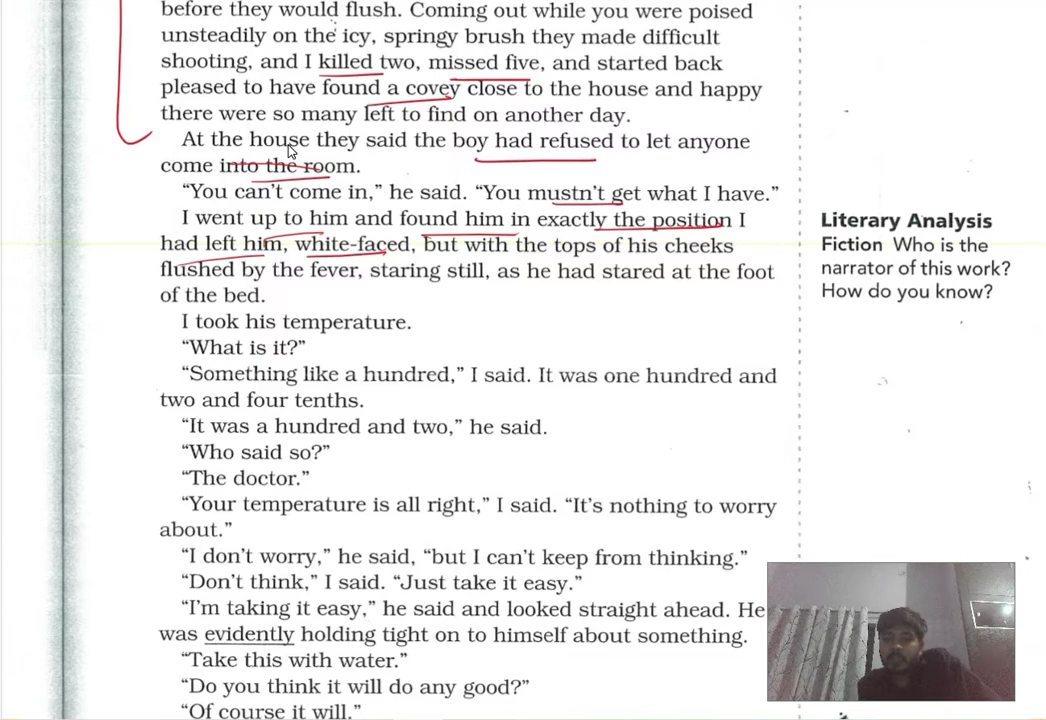 before they would flush. Coming out while you were poised
unsteadily on the icy, springy brush they made difficult
shooting, and I killed two, missed five, and started back
pleased to have found a covey close to the house and happy
there were so many left to find on another day.
At the house they said the boy had refused to let anyone
come into the room.
“You can’t come in,” he said. “You mustn’t get what I have.”
I went up to him and found him in exactly the position I
had left him, white-faced, but with the tops of his cheeks
flushed by the fever, staring still, as he had stared at the foot
of the bed.
I took his temperature.
“What is it?”
“Something like a hundred,” I said. It was one hundred and
two and four tenths.
“It was a hundred and two,” he said.
“Who said so?”
“The doctor.”
“Your temperature is all right,” I said. “It’s nothing to worry
about.”
“I don’t worry,” he said, “but I can’t keep from thinking.”
“Don’t think,” I said. “Just take it easy.”
“I’m taking it easy,” he said and looked straight ahead. He
was evidently holding tight on to himself about something.
“Take this with water.”
“Do you think it will do any good?”
“Of course it will.”
Literary Analysis
Fiction Who is the
narrator of this work?
How do you know?